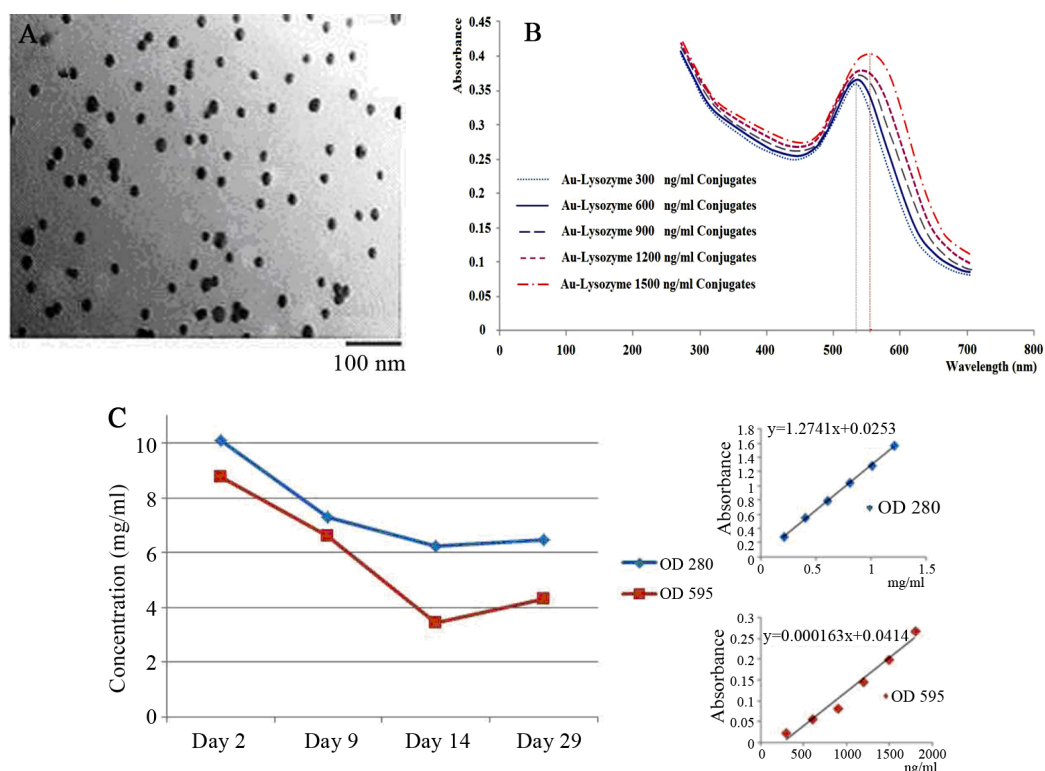 A
100 nm
B
Absorbance
0.45
0.4
0.35
0.3
0.25
0.2
0.15
0.1
0.05
0
Au-Lysozyme 300 ng/ml Conjugates
Au-Lysozyme 600 ng/ml Conjugates
Au-Lysozyme 900 ng/ml Conjugates
Au-Lysozyme 1200 ng/ml Conjugates
Au-Lysozyme 1500 ng/ml Conjugates
0 100 200 300 400 500 600 700 800
Wavelength (nm)
C
Concentration (mg/ml)
10
8
6
4
2
0
Day 2 Day 9 Day 14 Day 29
OD 280
OD 595
Absorbance
1.8
1.6
1.4
1.2
1.0
0.8
0.6
0.4
0.2
0
y=1.2741x+0.0253
OD 280
0 0.5 1 1.5
mg/ml
Absorbance
0.3
0.25
0.2
0.15
0.1
0.05
0
y=0.000163x+0.0414
OD 595
0 500 1000 1500 2000
ng/ml